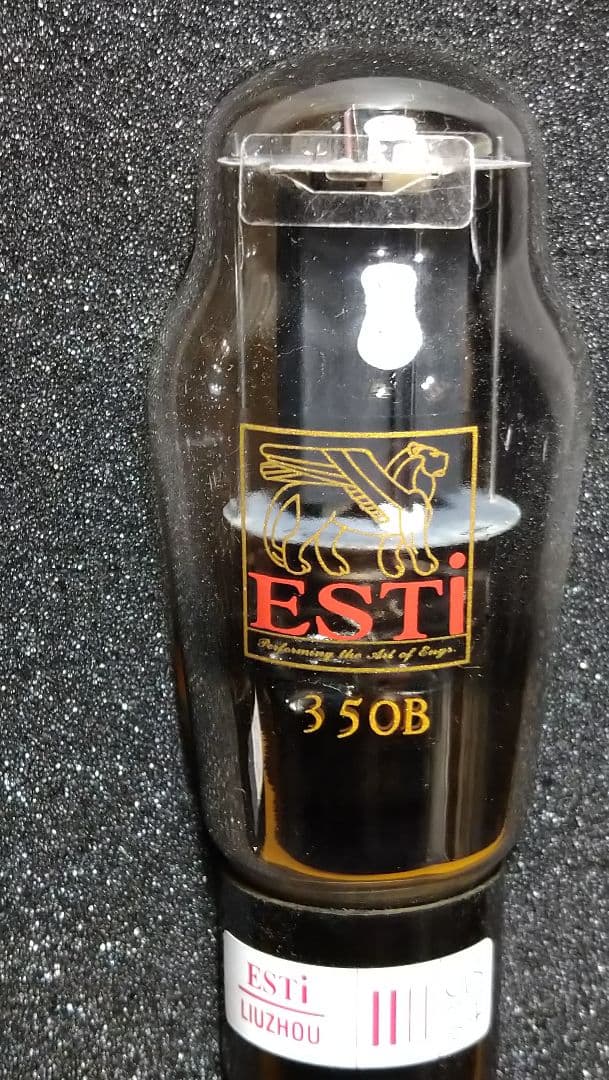 ESTi
Performing the Art of Engr.
350B
ESTi
LIUZHOU